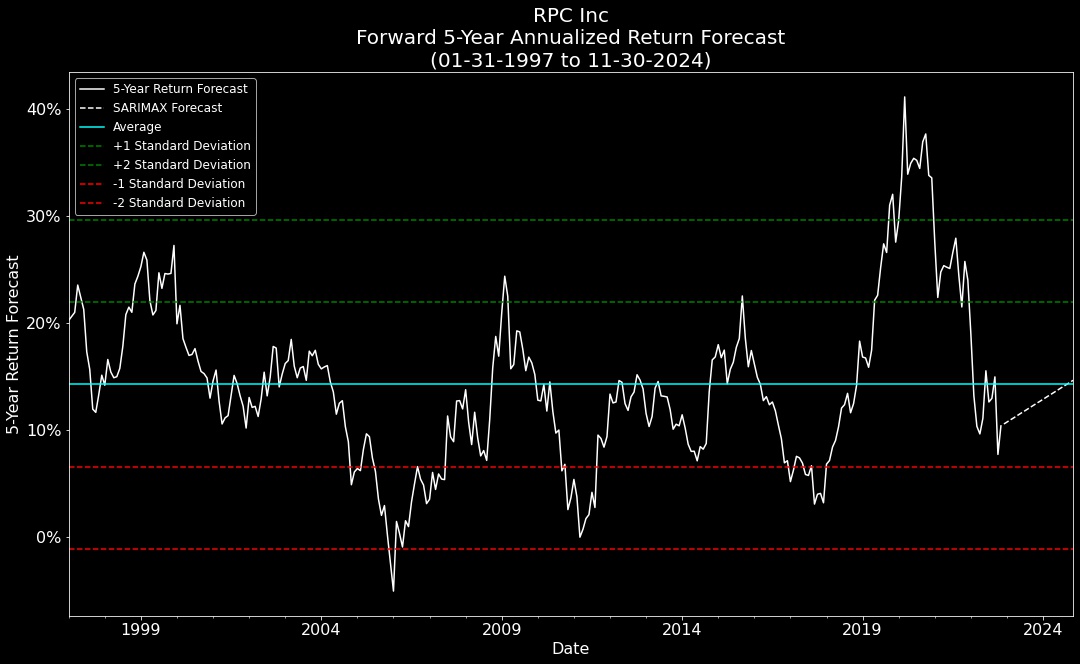 RPC Inc
Forward 5-Year Annualized Return Forecast
(01-31-1997 to 11-30-2024)
5-Year Return Forecast
SARIMAX Forecast
Average
+1 Standard Deviation
+2 Standard Deviation
-1 Standard Deviation
-2 Standard Deviation
40%
30%
20%
10%
0%
5-Year Return Forecast
1999
2004
2009
2014
2019
2024
Date